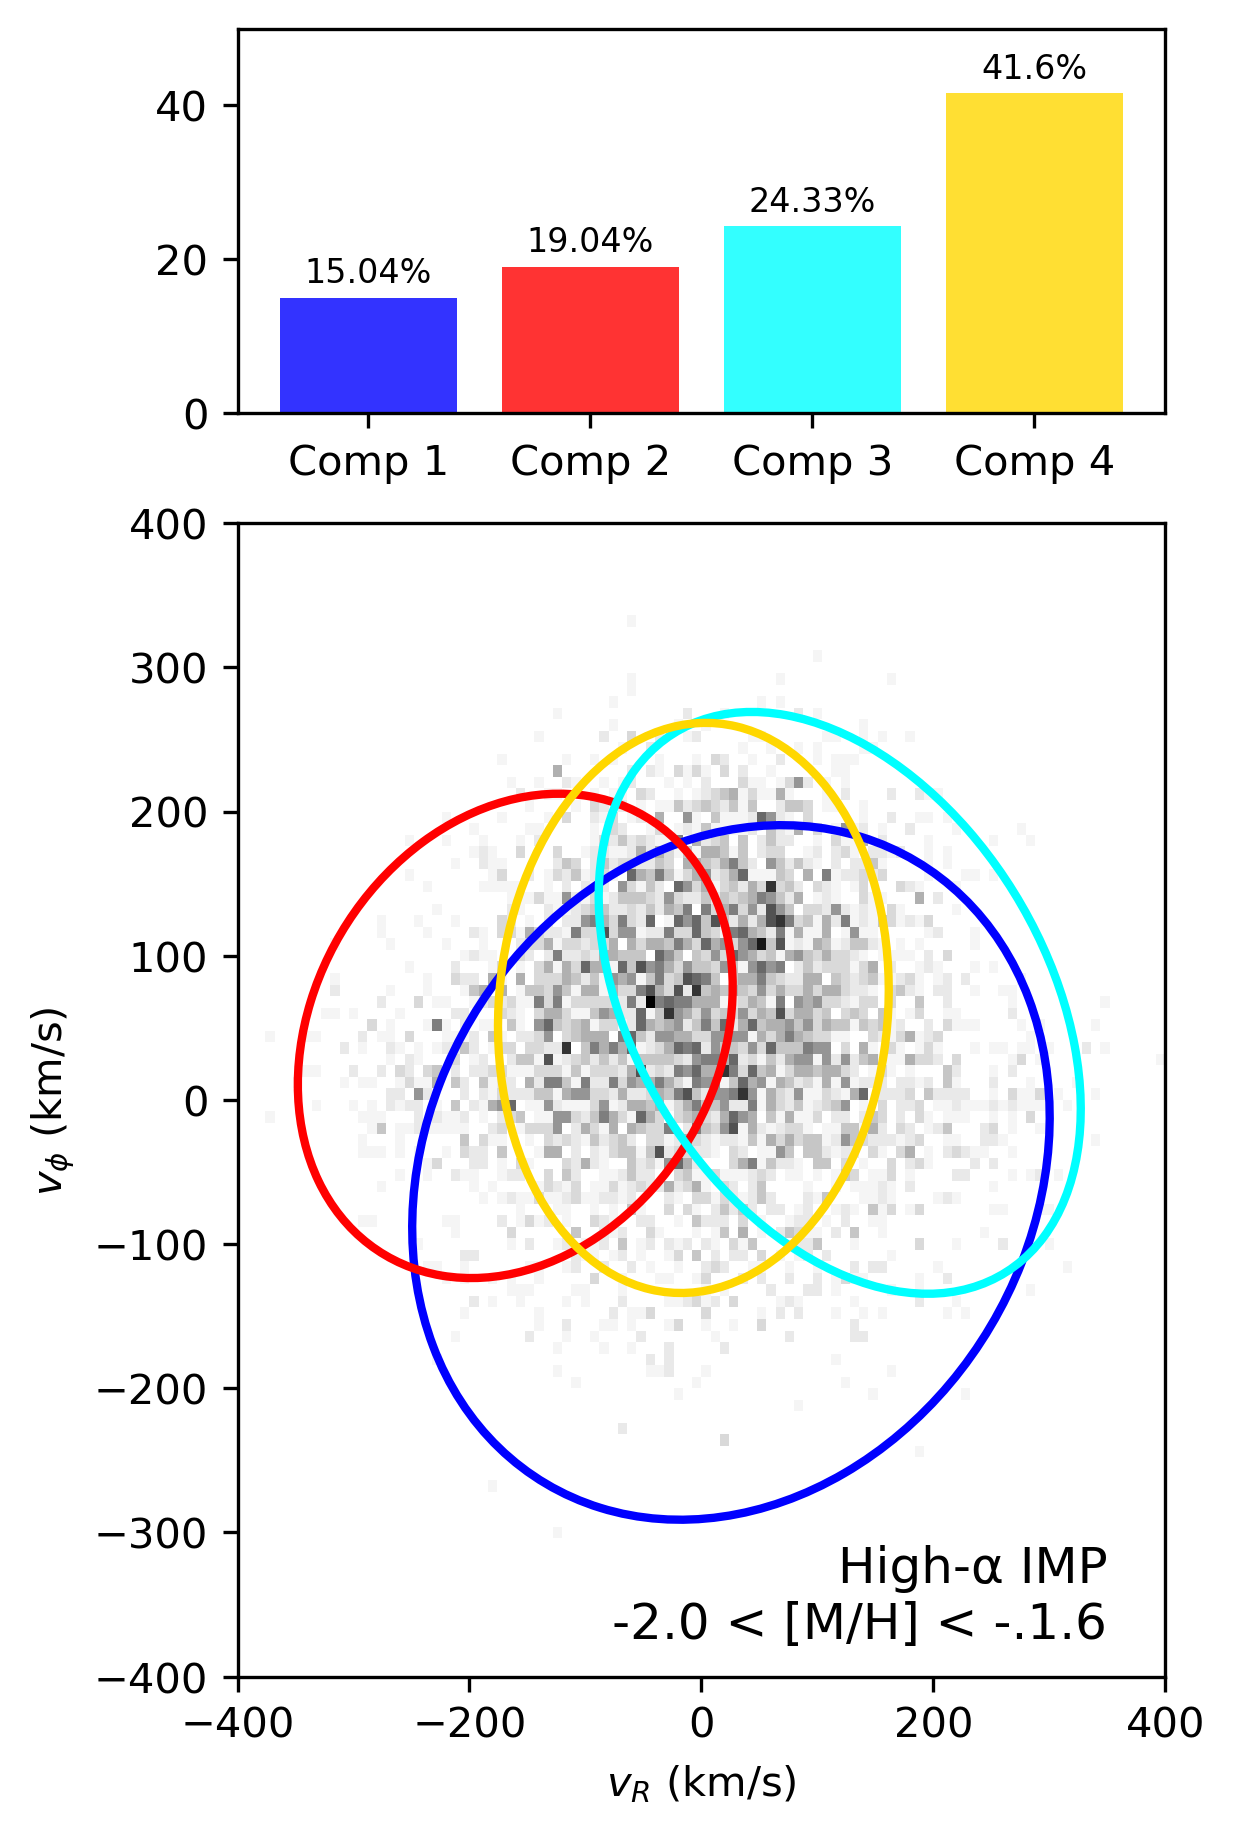 41.6%
24.33%
19.04%
15.04%
40
20
0
Comp 1 Comp 2 Comp 3 Comp 4
400
300
200
100
0
−100
−200
−300
−400
v_ϕ (km/s)
High-α IMP
-2.0 < [M/H] < -.1.6
−400 −200 0 200 400
v_R (km/s)